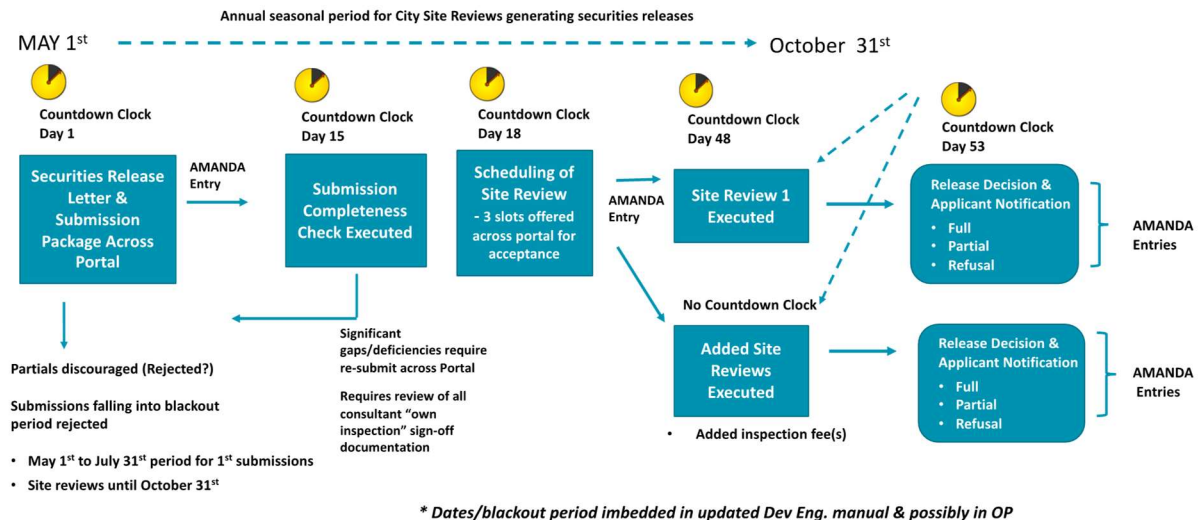 Annual seasonal period for City Site Reviews generating securities releases
MAY 1st
October 31st
Countdown Clock
Day 1
Countdown Clock
Day 15
Countdown Clock
Day 18
Countdown Clock
Day 48
Countdown Clock
Day 53
Securities Release
Letter &
Submission
Package Across
Portal
AMANDA
Entry
Submission
Completeness
Check Executed
Scheduling of
Site Review
- 3 slots offered
across portal for
acceptance
AMANDA
Entry
Site Review 1
Executed
Release Decision &
Applicant Notification
• Full
• Partial
• Refusal
AMANDA
Entries
No Countdown Clock
Added Site
Reviews
Executed
• Added inspection fee(s)
Release Decision &
Applicant Notification
• Full
• Partial
• Refusal
AMANDA
Entries
Significant
gaps/deficiencies require
re-submit across Portal
Requires review of all
consultant “own
inspection” sign-off
documentation
Partials discouraged (Rejected?)
Submissions falling into blackout
period rejected
• May 1st to July 31st period for 1st submissions
• Site reviews until October 31st
* Dates/blackout period imbedded in updated Dev Eng. manual & possibly in OP